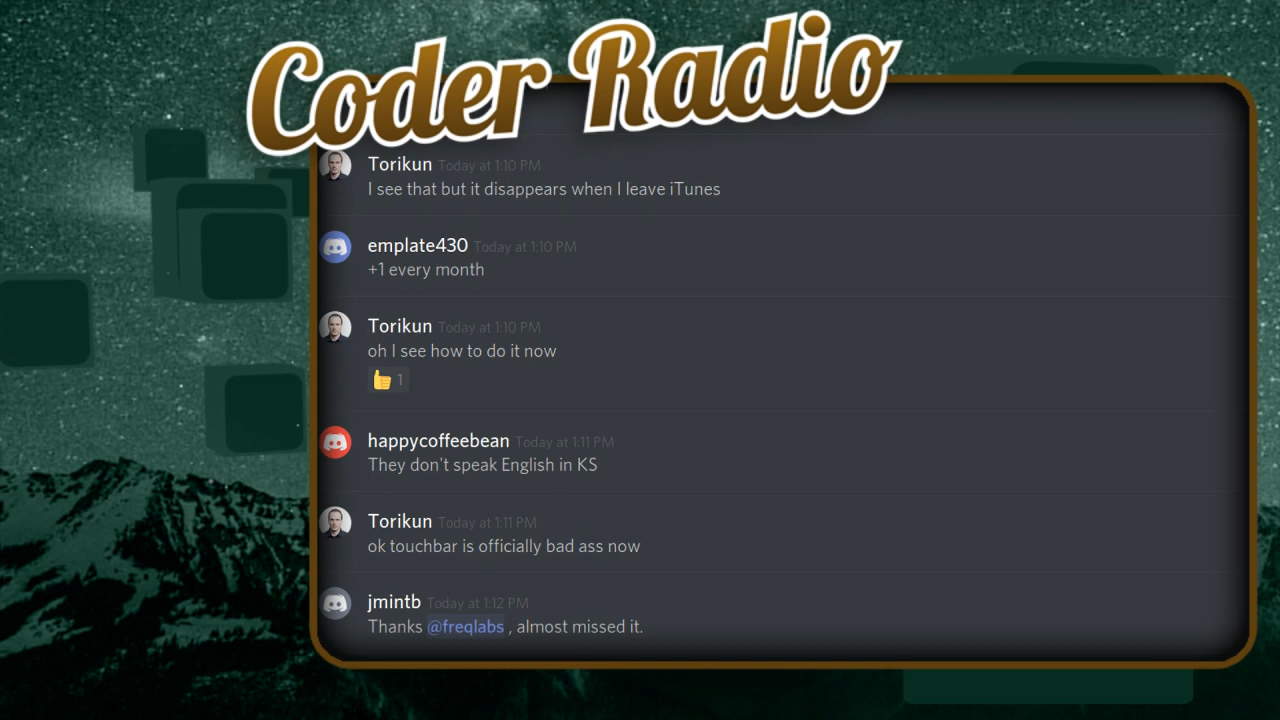 Coder Radio
Torikun Today at 1:10 PM
I see that but it disappears when I leave iTunes
emplate430 Today at 1:10 PM
+1 every month
Torikun Today at 1:10 PM
oh I see how to do it now
👍 1
happycoffeebean Today at 1:11 PM
They don't speak English in KS
Torikun Today at 1:11 PM
ok touchbar is officially bad ass now
jmintb Today at 1:12 PM
Thanks @freqlabs , almost missed it.